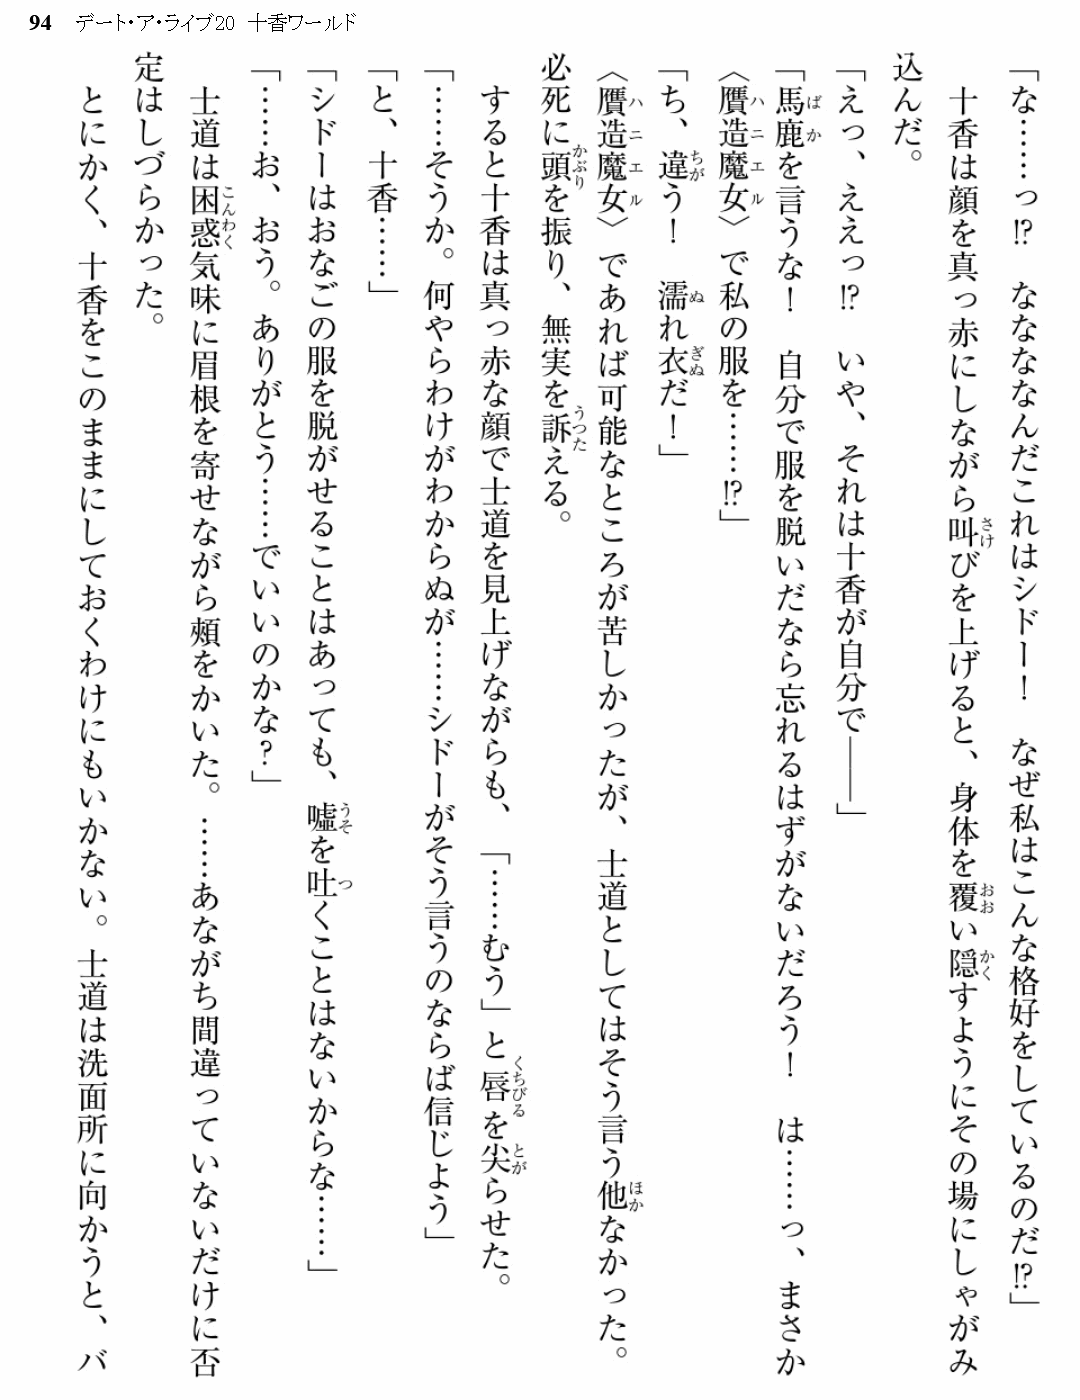 94 デート・ア・ライブ20 十香ワールド
「な……っ!? なななななんだこれはシドー! なぜ私はこんな格好をしているのだ!?」
十香は顔を真っ赤にしながら叫びを上げると、身体を覆い隠すようにその場にしゃがみ
込んだ。
「えっ、ええっ!? いや、それは十香が自分で――」
「馬鹿を言うな! 自分で服を脱いだなら忘れるはずがないだろう! は……っ、まさか
〈贋造魔女〉で私の服を……!?」
「ち、違う! 濡れ衣だ!」
〈贋造魔女〉であれば可能なところが苦しかったが、士道としてはそう言う他なかった。
必死に頭を振り、無実を訴える。
すると十香は真っ赤な顔で士道を見上げながらも、「……むう」と唇を尖らせた。
「……そうか。何やらわけがわからぬが……シドーがそう言うのならば信じよう」
「と、十香……」
「シドーはおなごの服を脱がせることはあっても、嘘を吐くことはないからな……」
「……お、おう。ありがとう……でいいのかな?」
士道は困惑気味に眉根を寄せながら頰をかいた。……あながち間違っていないだけに否
定はしづらかった。
とにかく、十香をこのままにしておくわけにもいかない。士道は洗面所に向かうと、バ